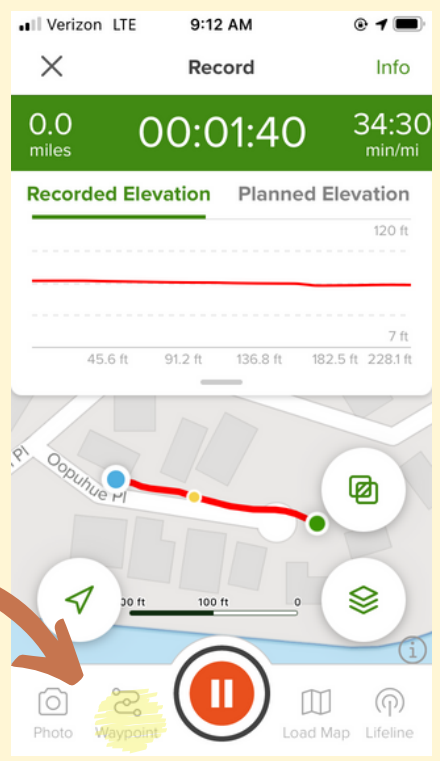 Verizon LTE 9:12 AM
Record Info
0.0 00:01:40 34:30
miles min/mi
Recorded Elevation Planned Elevation
120 ft
7 ft
45.6 ft 91.2 ft 136.8 ft 182.5 ft 228.1 ft
Pl
Oopuhue Pl
00 ft 100 ft 0
i
Photo Waypoint Load Map Lifeline